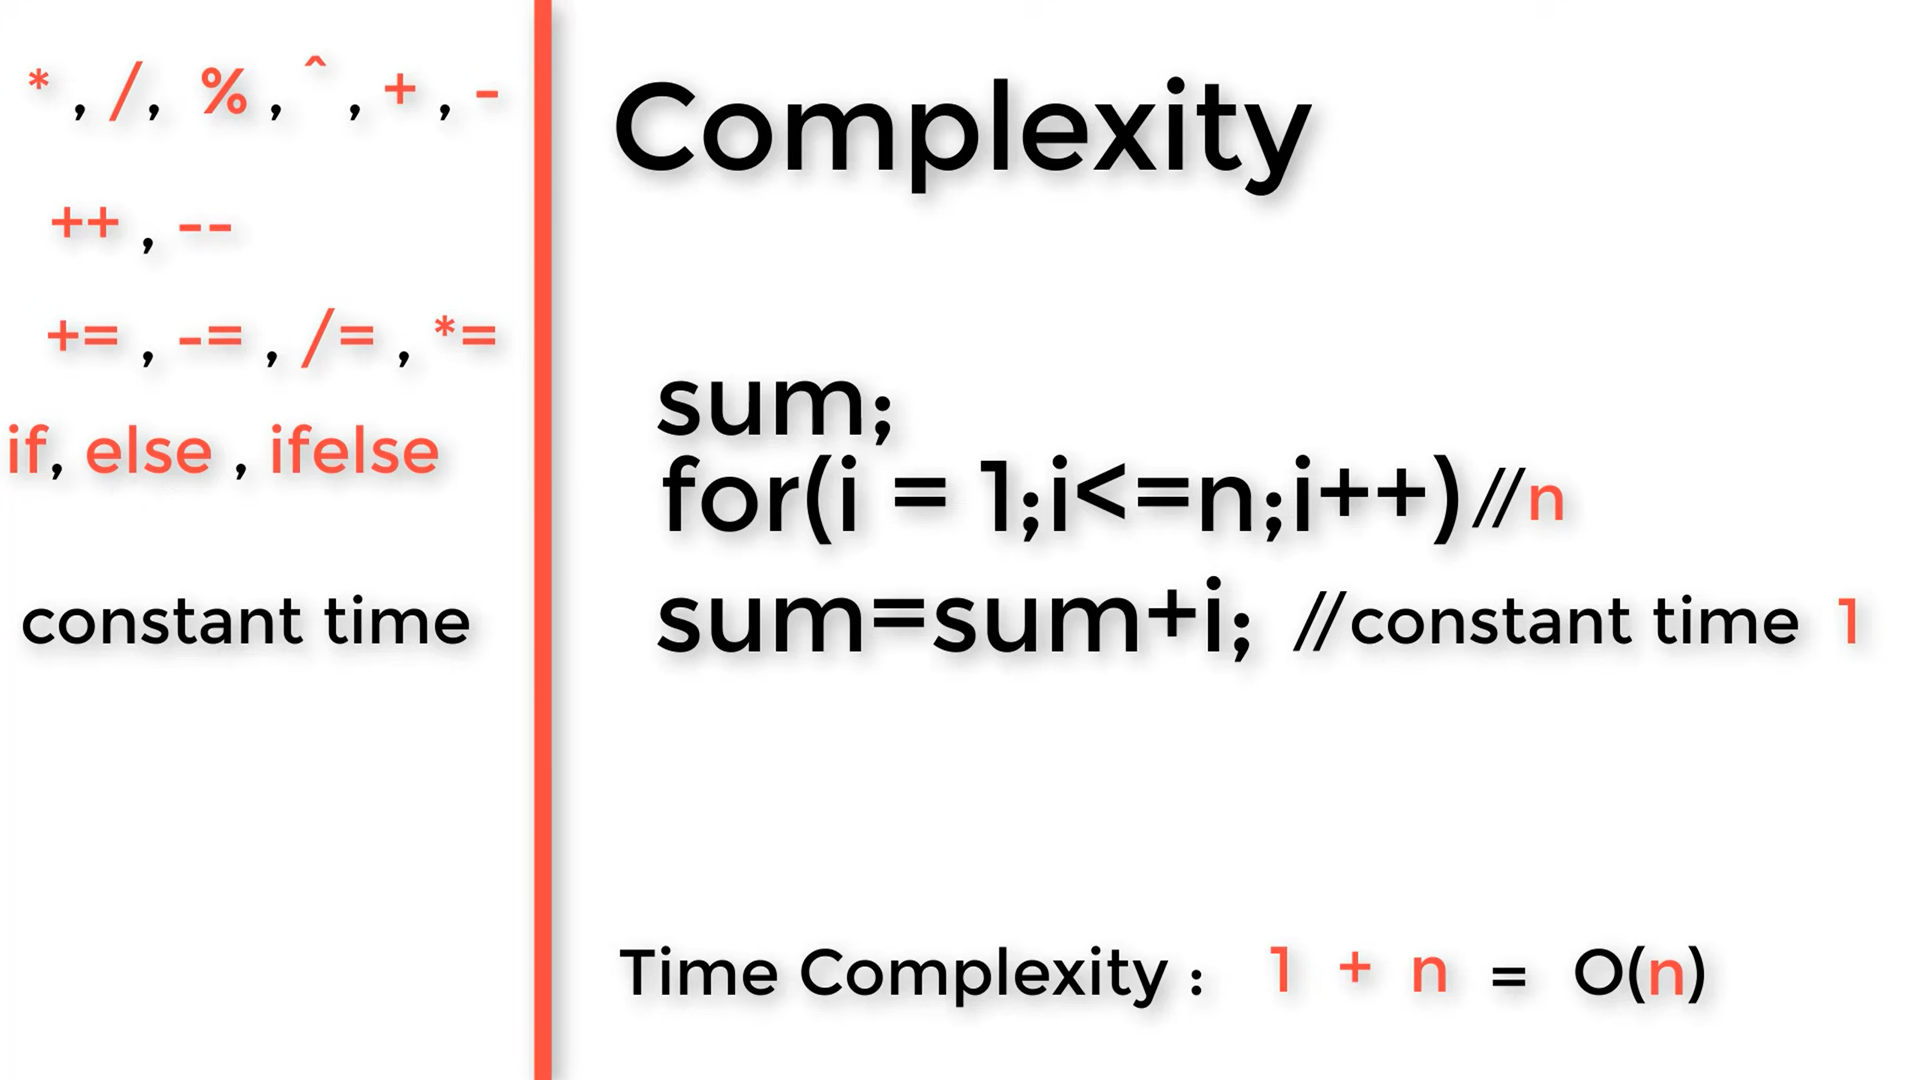 * , /, % , ^ , + , -
++ , --
+= , -= , /= , *=
if, else , ifelse
constant time
Complexity
sum;
for(i = 1;i<=n;i++)//n
sum=sum+i; //constant time 1
Time Complexity : 1 + n = O(n)